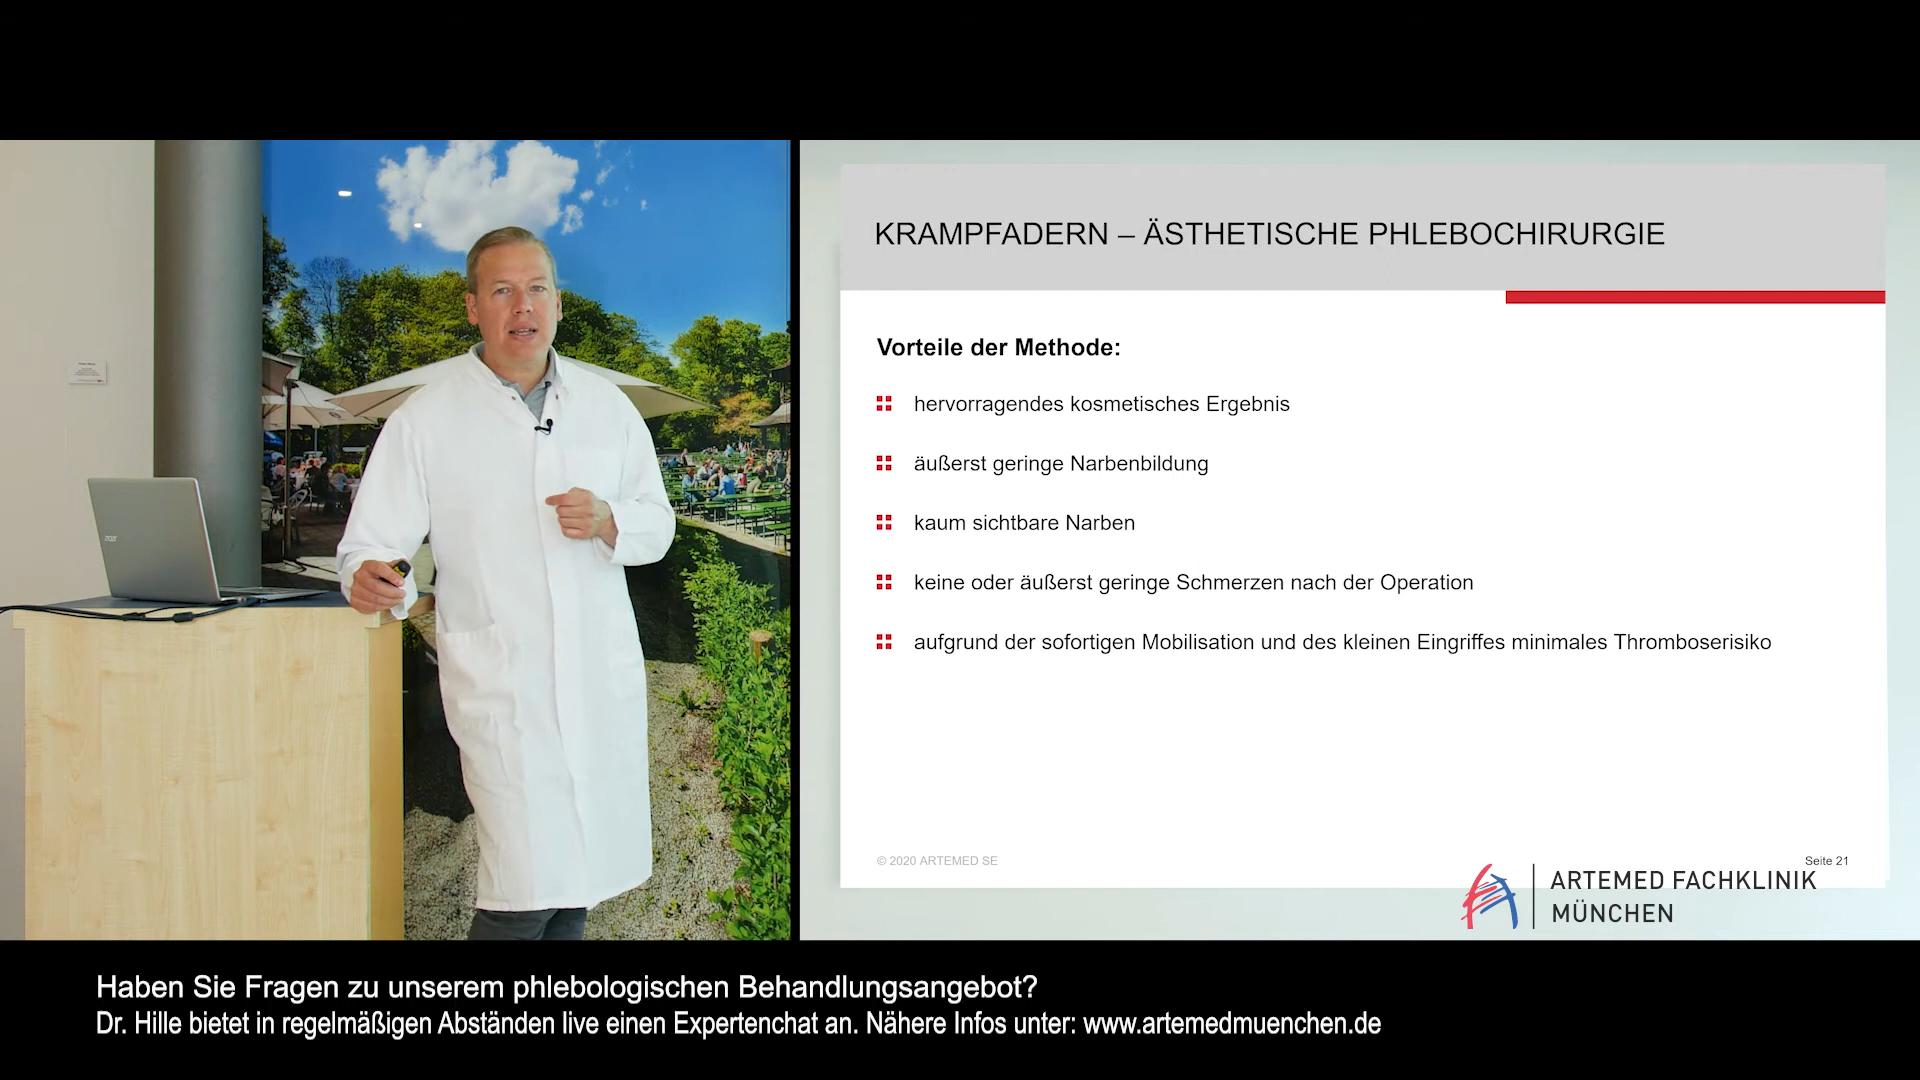 KRAMPFADERN – ÄSTHETISCHE PHLEBOCHIRURGIE
Vorteile der Methode:
hervorragendes kosmetisches Ergebnis
äußerst geringe Narbenbildung
kaum sichtbare Narben
keine oder äußerst geringe Schmerzen nach der Operation
aufgrund der sofortigen Mobilisation und des kleinen Eingriffes minimales Thromboserisiko
© 2020 ARTEMED SE
Seite 21
ARTEMED FACHKLINIK
MÜNCHEN
acer
Haben Sie Fragen zu unserem phlebologischen Behandlungsangebot?
Dr. Hille bietet in regelmäßigen Abständen live einen Expertenchat an. Nähere Infos unter: www.artemedmuenchen.de